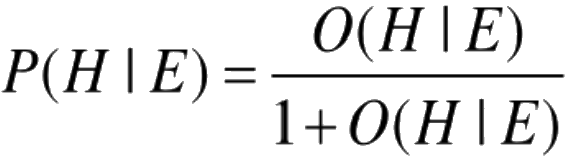 P(H | E) = O(H | E) / 1+O(H | E)